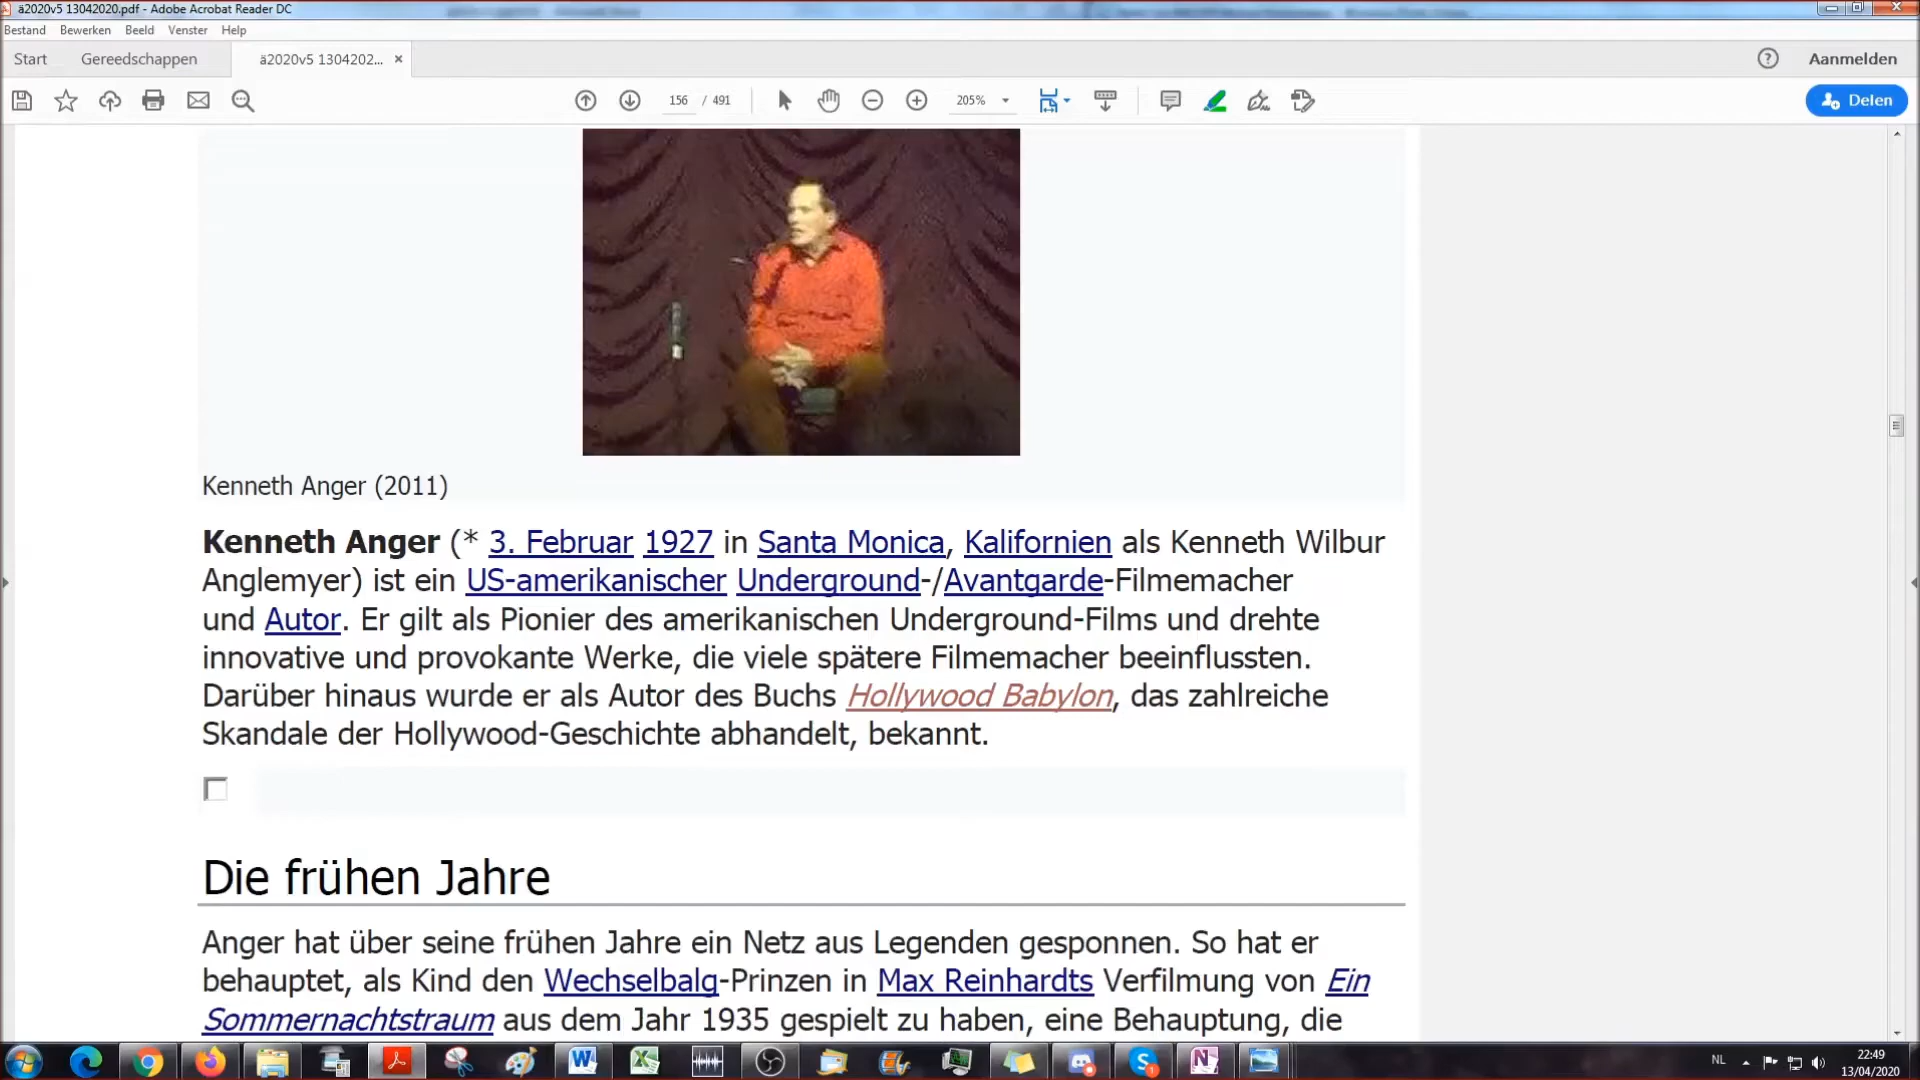 ä2020v5 13042020.pdf - Adobe Acrobat Reader DC
Bestand Bewerken Beeld Venster Help
Start Gereedschappen ä2020v5 1304202... × Aanmelden
156 / 491 205% Delen
Kenneth Anger (2011)
Kenneth Anger (* 3. Februar 1927 in Santa Monica, Kalifornien als Kenneth Wilbur
Anglemyer) ist ein US-amerikanischer Underground-/Avantgarde-Filmemacher
und Autor. Er gilt als Pionier des amerikanischen Underground-Films und drehte
innovative und provokante Werke, die viele spätere Filmemacher beeinflussten.
Darüber hinaus wurde er als Autor des Buchs Hollywood Babylon, das zahlreiche
Skandale der Hollywood-Geschichte abhandelt, bekannt.
Die frühen Jahre
Anger hat über seine frühen Jahre ein Netz aus Legenden gesponnen. So hat er
behauptet, als Kind den Wechselbalg-Prinzen in Max Reinhardts Verfilmung von Ein
Sommernachtstraum aus dem Jahr 1935 gespielt zu haben, eine Behauptung, die
NL 22:49
13/04/2020